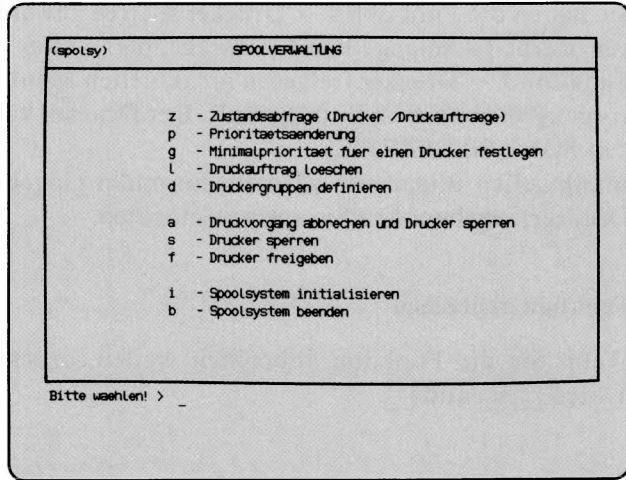 (spolsy) SPOOLVERWALTUNG
z - Zustandsabfrage (Drucker /Druckauftraege)
p - Prioritaetsaenderung
g - Minimalprioritaet fuer einen Drucker festlegen
l - Druckauftrag loeschen
d - Druckergruppen definieren
a - Druckvorgang abbrechen und Drucker sperren
s - Drucker sperren
f - Drucker freigeben
i - Spoolsystem initialisieren
b - Spoolsystem beenden
Bitte waehlen! > _